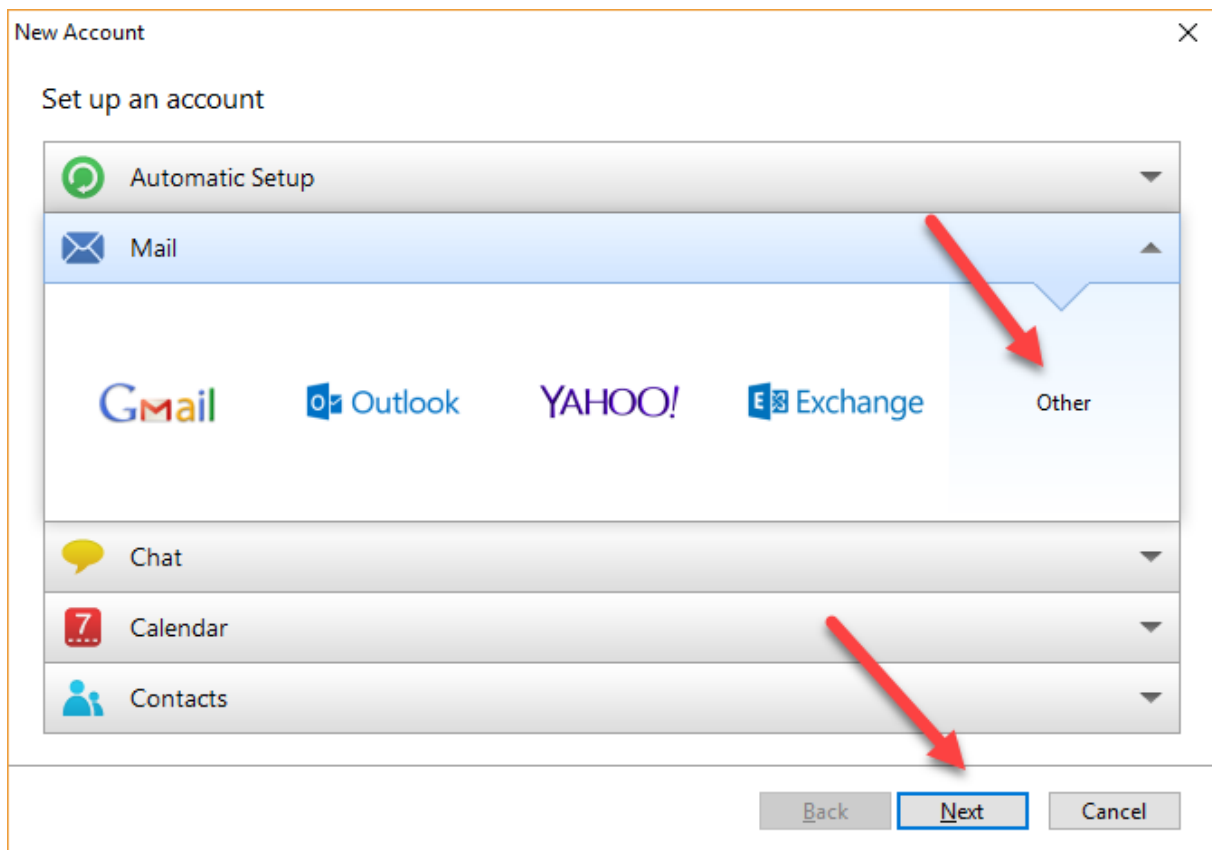 New Account
Set up an account
Automatic Setup
Mail
Gmail
Outlook
YAHOO!
Exchange
Other
Chat
7
Calendar
Contacts
Back
Next
Cancel